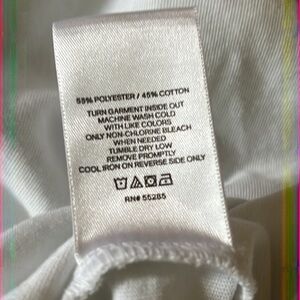 55% POLYESTER / 45% COTTON
TURN GARMENT INSIDE OUT
MACHINE WASH COLD
WITH LIKE COLORS
ONLY NON-CHLORINE BLEACH
WHEN NEEDED
TUMBLE DRY LOW
REMOVE PROMPTLY
COOL IRON ON REVERSE SIDE ONLY
RN# 55285